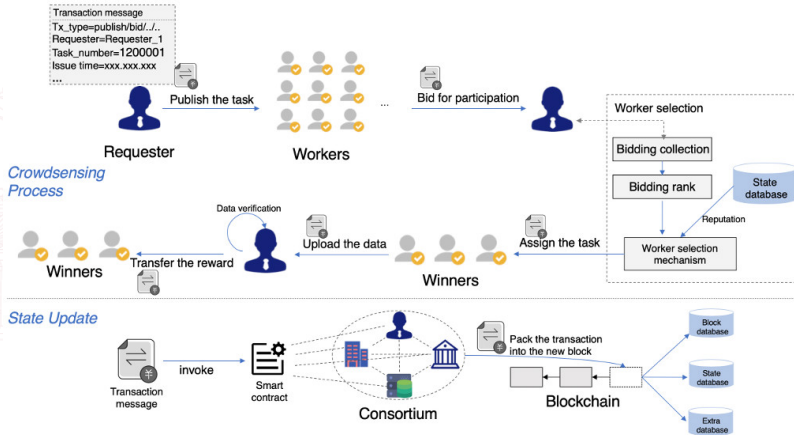 Transaction message
Tx_type=publish/bid/../..
Requester=Requester_1
Task_number=1200001
Issue time=xxx.xxx.xxx
...
Publish the task
Requester
Workers
...
Bid for participation
Worker selection
Bidding collection
Bidding rank
State
database
Reputation
Worker selection
mechanism
Crowdsensing
Process
Data verification
Winners
Transfer the reward
Upload the data
Winners
Assign the task
State Update
Transaction
message
invoke
Smart
contract
Consortium
Pack the transaction
into the new block
Blockchain
Block
database
State
database
Extra
database